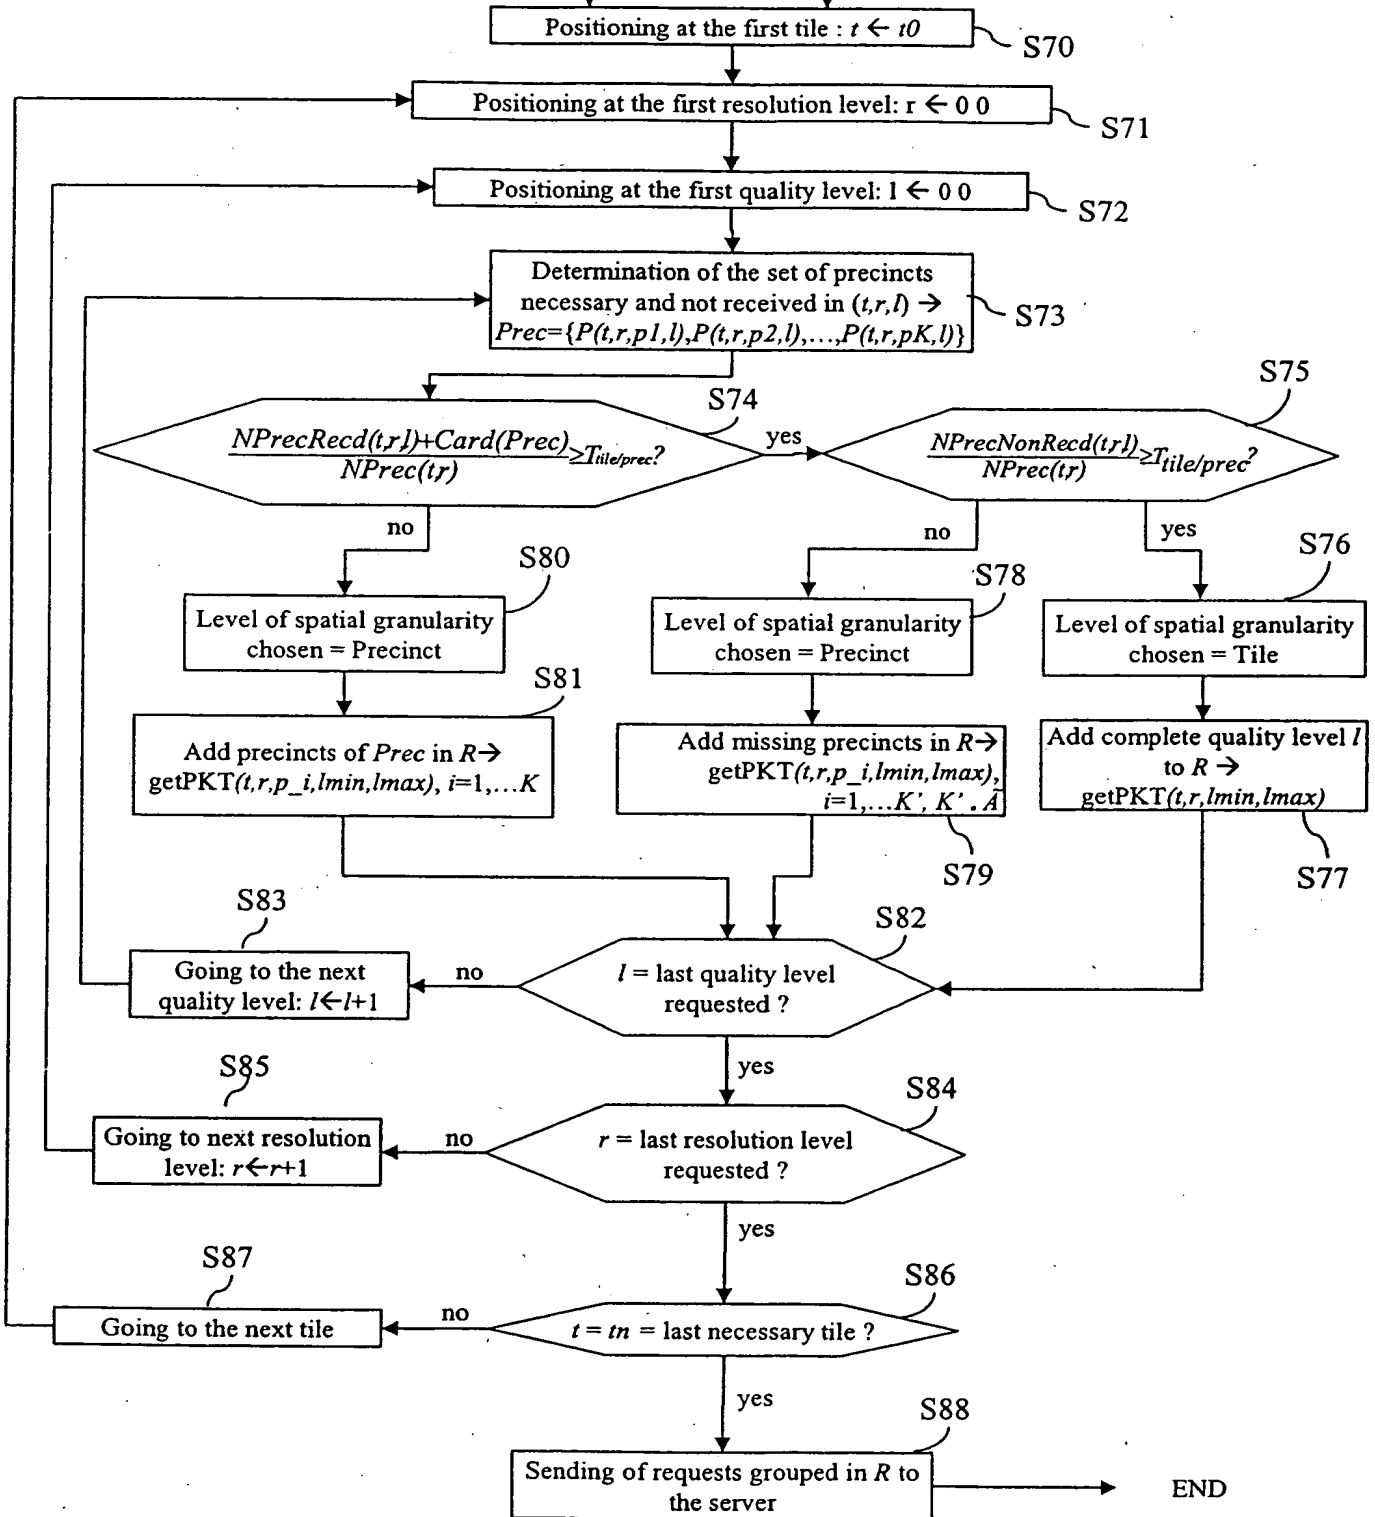 Positioning at the first tile : t ← t0
S70
Positioning at the first resolution level: r ← 0 0
S71
Positioning at the first quality level: l ← 0 0
S72
Determination of the set of precincts
necessary and not received in (t,r,l) →
Prec={P(t,r,p1,l),P(t,r,p2,l),…,P(t,r,pK,l)}
S73
S74
NPrecRecd(t,r,l)+Card(Prec)
NPrec(t,r)
≥Ttile/prec?
yes
S75
NPrecNonRecd(t,r,l)
NPrec(t,r)
≥Ttile/prec?
no
no
yes
S80
Level of spatial granularity
chosen = Precinct
S78
Level of spatial granularity
chosen = Precinct
S76
Level of spatial granularity
chosen = Tile
S81
Add precincts of Prec in R→
getPKT(t,r,p_i,lmin,lmax), i=1,…K
Add missing precincts in R→
getPKT(t,r,p_i,lmin,lmax),
i=1,…K', K' . Ã
S79
Add complete quality level l
to R →
getPKT(t,r,lmin,lmax)
S77
S83
Going to the next
quality level: l←l+1
no
S82
l = last quality level
requested ?
yes
S85
Going to next resolution
level: r←r+1
no
S84
r = last resolution level
requested ?
yes
S87
Going to the next tile
no
S86
t = tn = last necessary tile ?
yes
S88
Sending of requests grouped in R to
the server
END